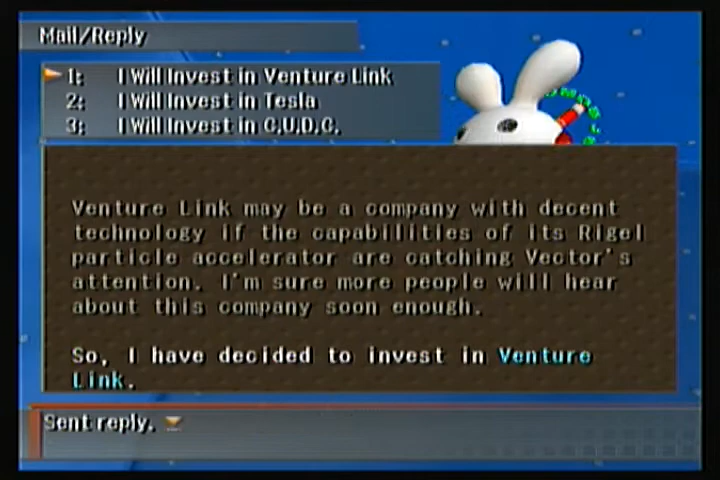 Mail/Reply
1: I Will Invest in Venture Link
2: I Will Invest in Tesla
3: I Will Invest in C.U.D.C.
Venture Link may be a company with decent
technology if the capabilities of its Rigel
particle accelerator are catching Vector's
attention. I'm sure more people will hear
about this company soon enough.
So, I have decided to invest in Venture
Link.
Sent reply.